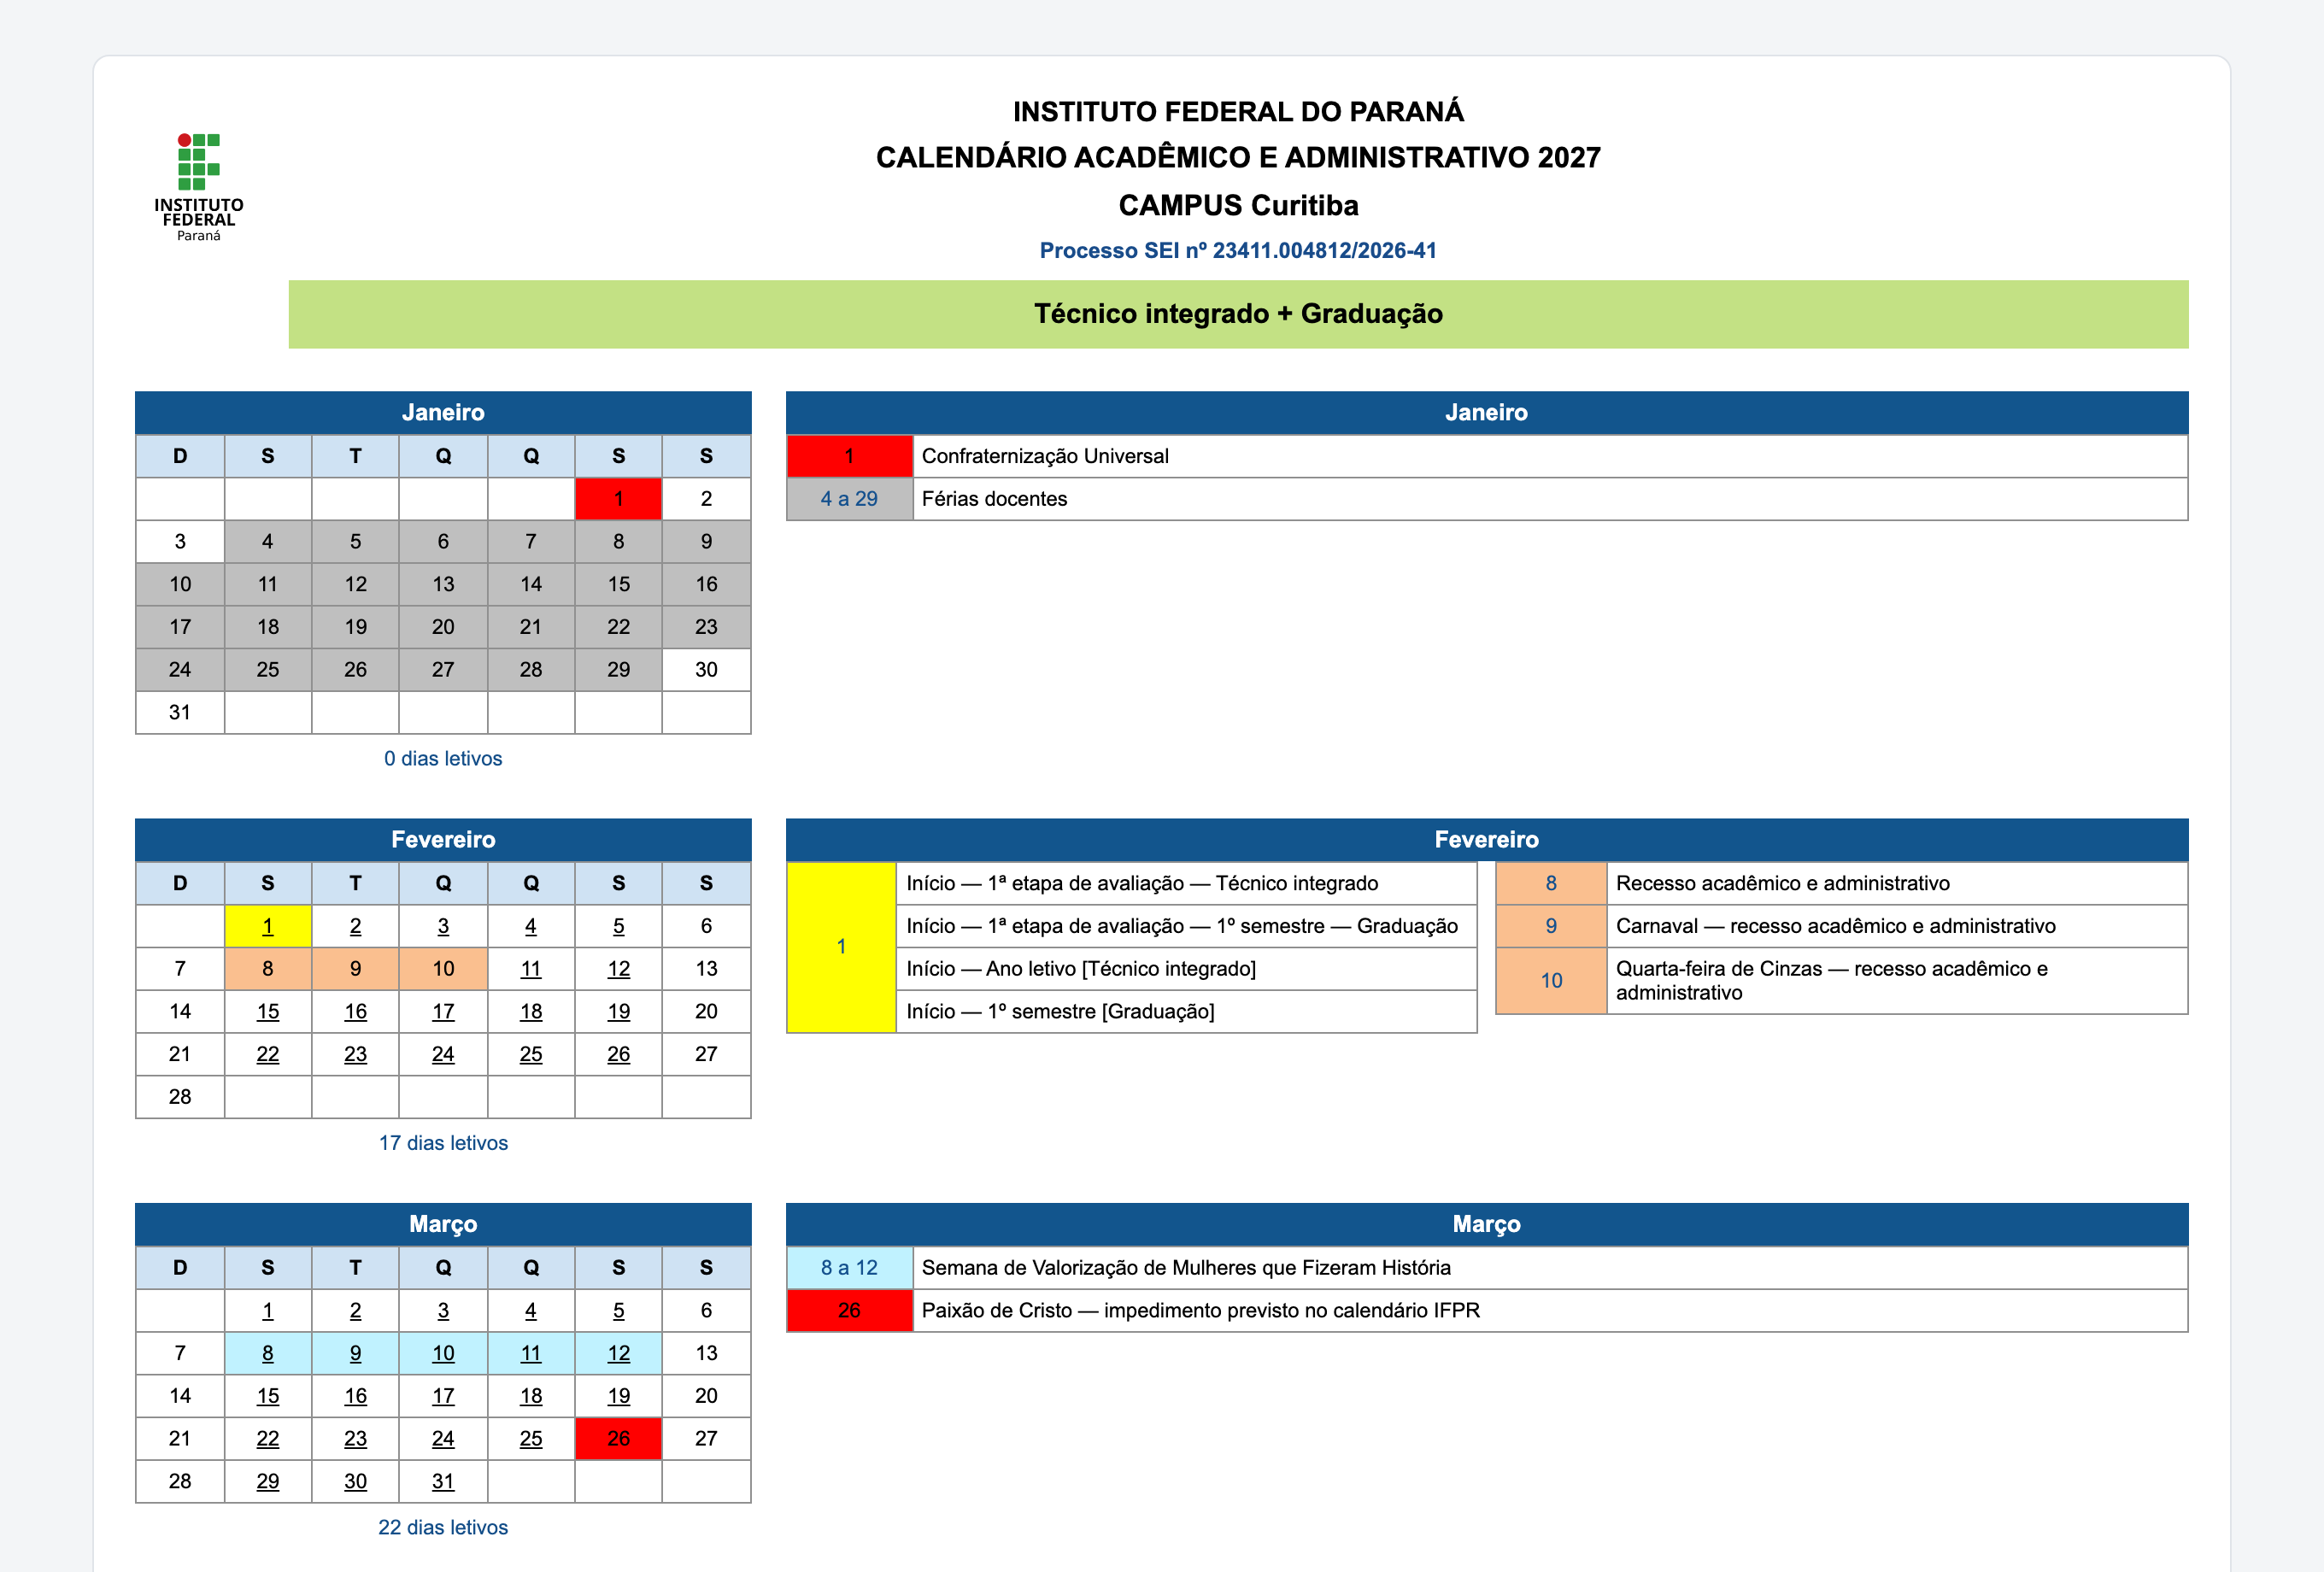 INSTITUTO
FEDERAL
Paraná
INSTITUTO FEDERAL DO PARANÁ
CALENDÁRIO ACADÊMICO E ADMINISTRATIVO 2027
CAMPUS Curitiba
Processo SEI nº 23411.004812/2026-41
Técnico integrado + Graduação
Janeiro
D S T Q Q S S
1 2
3 4 5 6 7 8 9
10 11 12 13 14 15 16
17 18 19 20 21 22 23
24 25 26 27 28 29 30
31
0 dias letivos
Janeiro
1 Confraternização Universal
4 a 29 Férias docentes
Fevereiro
D S T Q Q S S
1 2 3 4 5 6
7 8 9 10 11 12 13
14 15 16 17 18 19 20
21 22 23 24 25 26 27
28
17 dias letivos
Fevereiro
1
Início — 1ª etapa de avaliação — Técnico integrado
Início — 1ª etapa de avaliação — 1º semestre — Graduação
Início — Ano letivo [Técnico integrado]
Início — 1º semestre [Graduação]
8 Recesso acadêmico e administrativo
9 Carnaval — recesso acadêmico e administrativo
10 Quarta-feira de Cinzas — recesso acadêmico e
administrativo
Março
D S T Q Q S S
1 2 3 4 5 6
7 8 9 10 11 12 13
14 15 16 17 18 19 20
21 22 23 24 25 26 27
28 29 30 31
22 dias letivos
Março
8 a 12 Semana de Valorização de Mulheres que Fizeram História
26 Paixão de Cristo — impedimento previsto no calendário IFPR